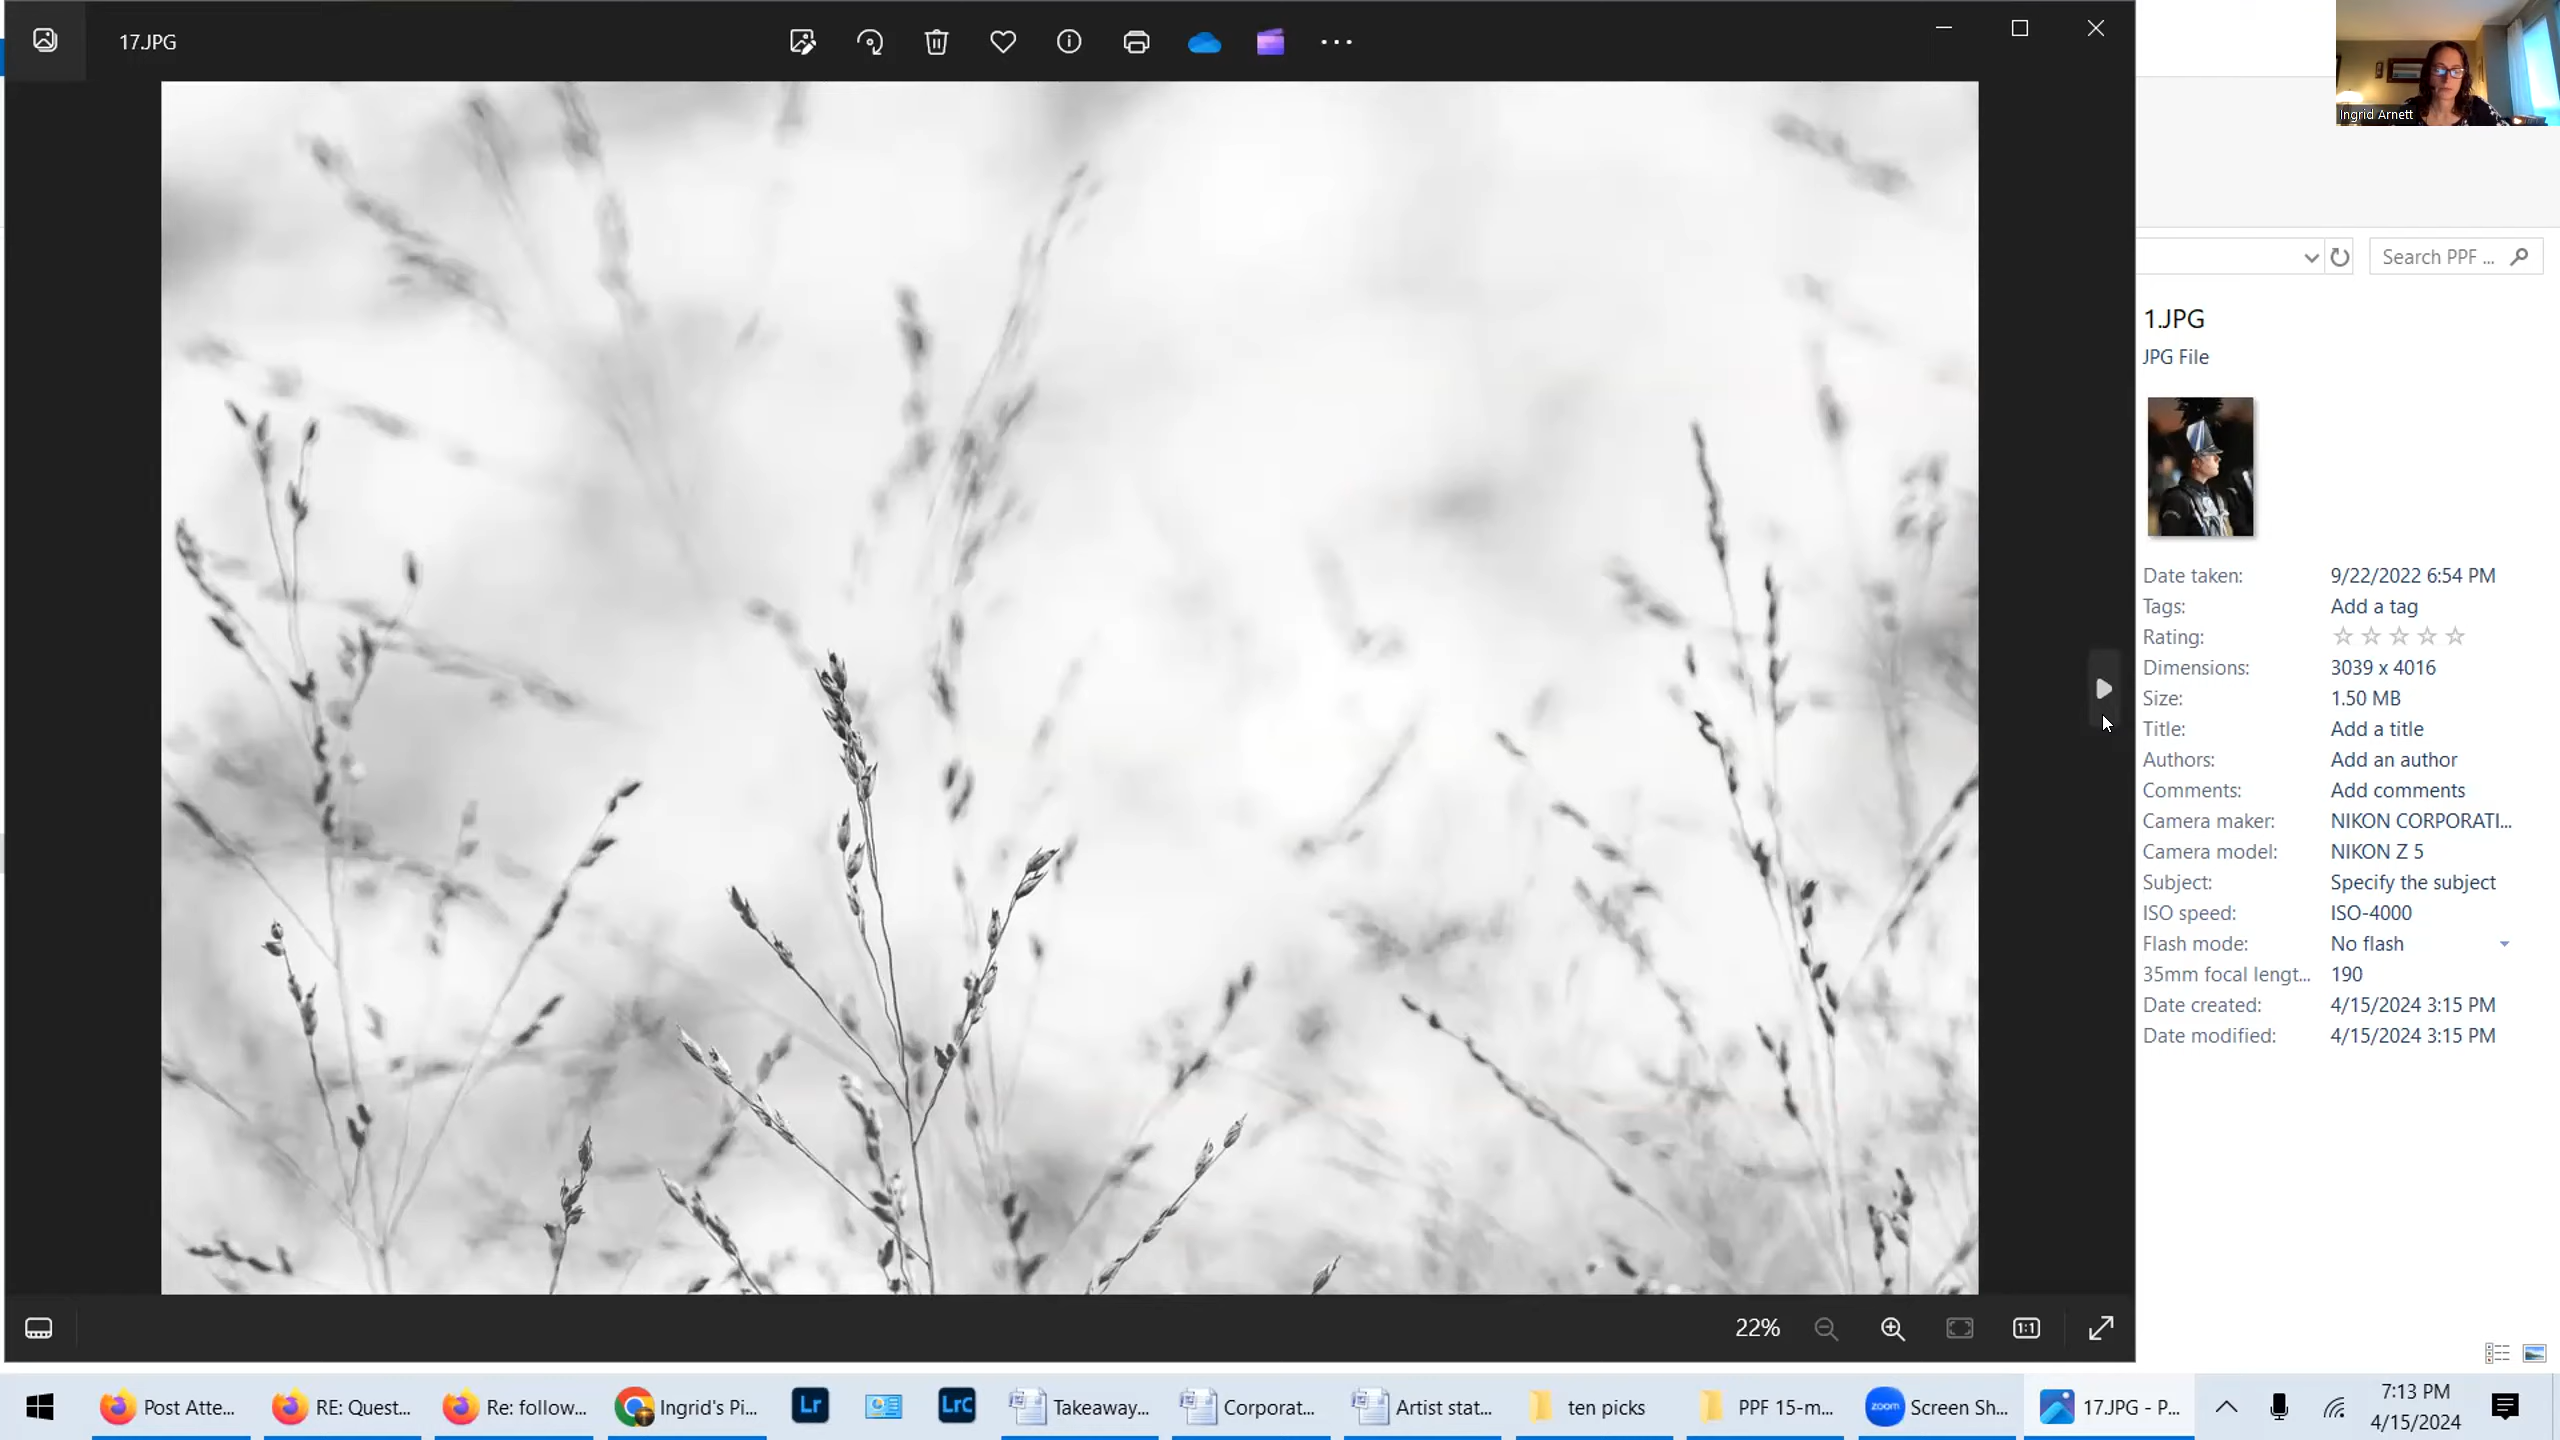 17.JPG
Ingrid Arnett
Search PPF ...
1.JPG
JPG File
Date taken: 9/22/2022 6:54 PM
Tags: Add a tag
Rating:
Dimensions: 3039 x 4016
Size: 1.50 MB
Title: Add a title
Authors: Add an author
Comments: Add comments
Camera maker: NIKON CORPORATI...
Camera model: NIKON Z 5
Subject: Specify the subject
ISO speed: ISO-4000
Flash mode: No flash
35mm focal lengt... 190
Date created: 4/15/2024 3:15 PM
Date modified: 4/15/2024 3:15 PM
22% 1:1
Post Atte... RE: Quest... Re: follow... Ingrid's Pi... Lr LrC Takeaway... Corporat... Artist stat... ten picks PPF 15-m... zoom Screen Sh... 17.JPG - P... 7:13 PM
4/15/2024